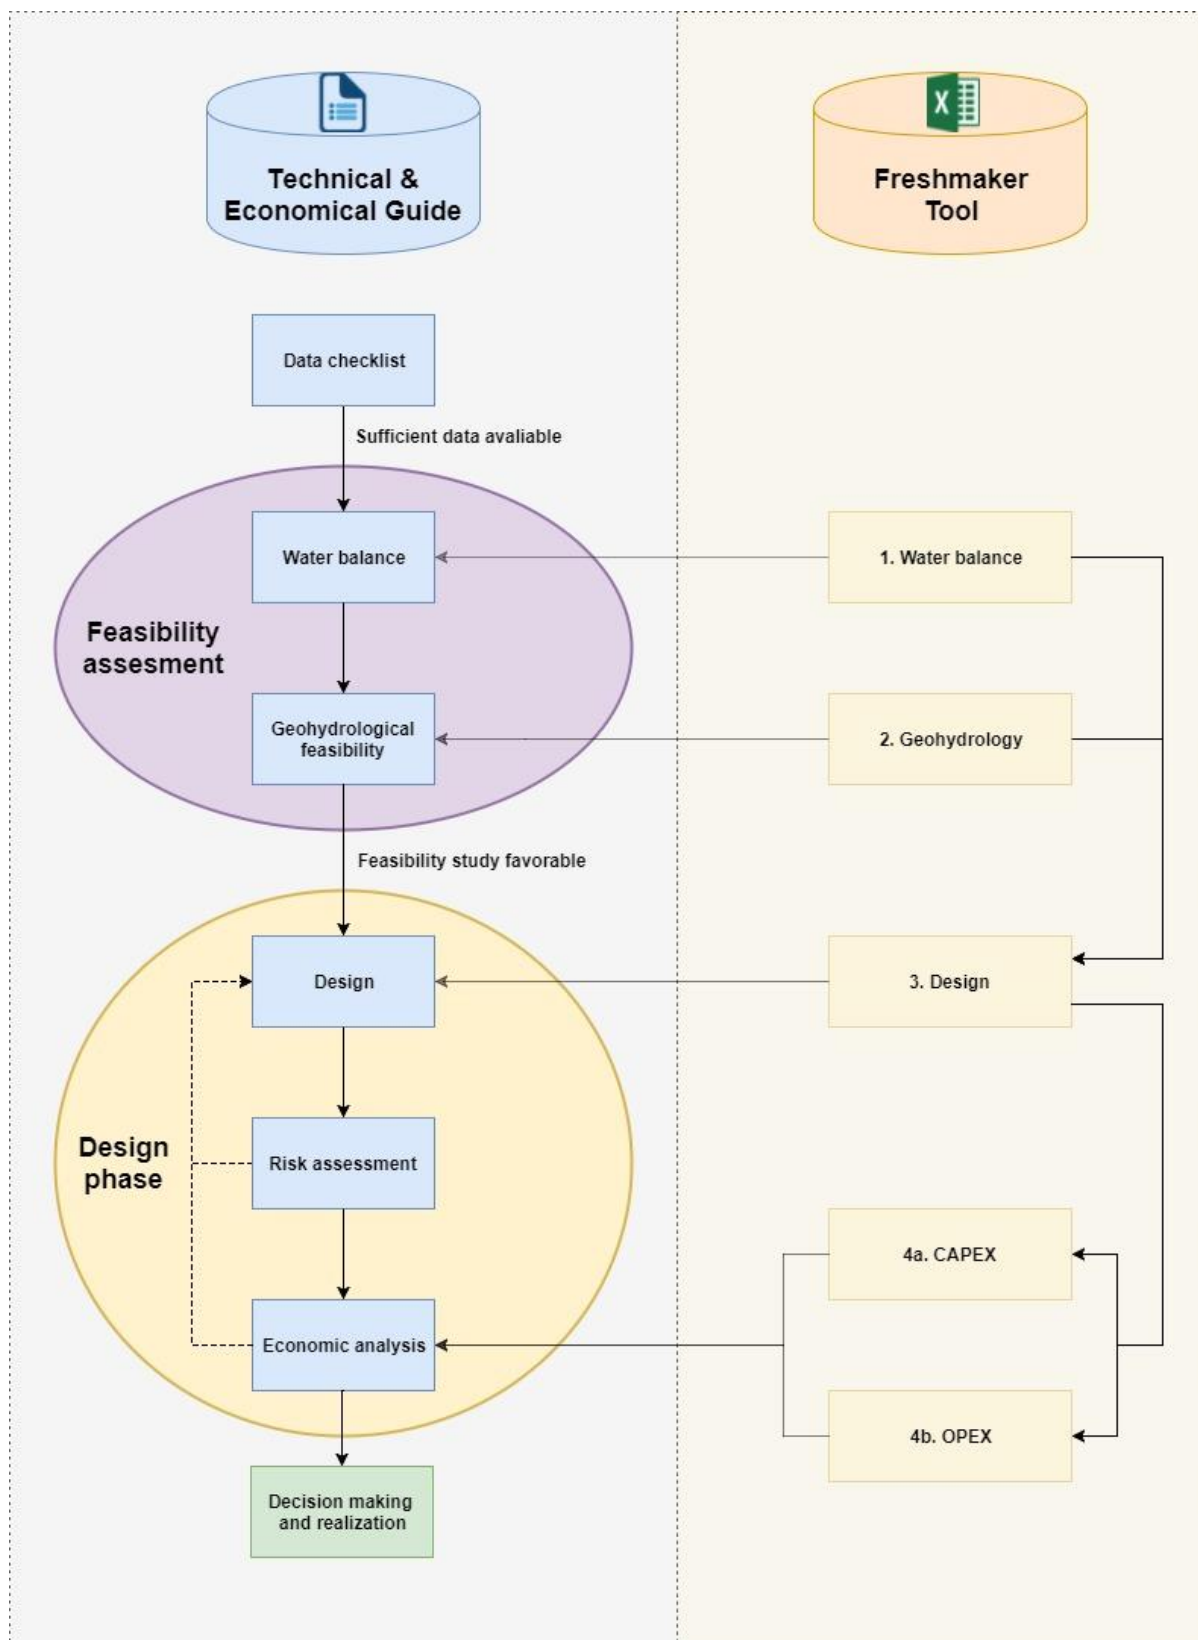 Technical &
Economical Guide
Freshmaker
Tool
Data checklist
Sufficient data avaliable
Water balance
1. Water balance
Feasibility
assesment
Geohydrological
feasibility
2. Geohydrology
Feasibility study favorable
Design
3. Design
Design
phase
Risk assessment
4a. CAPEX
Economic analysis
4b. OPEX
Decision making
and realization
X